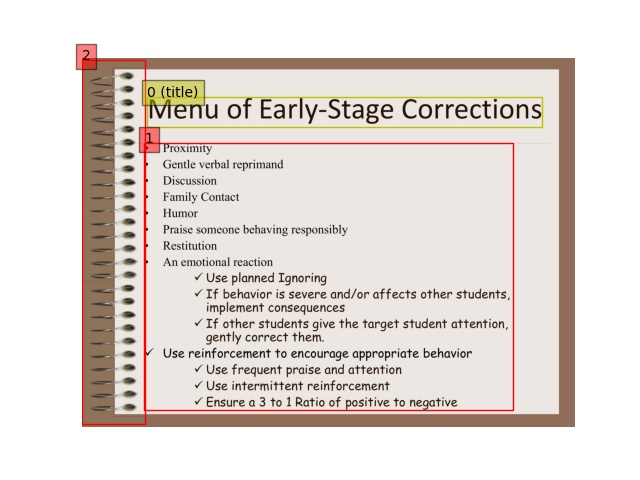 2
0 (title)
Menu of Early-Stage Corrections
1
• Proximity
• Gentle verbal reprimand
• Discussion
• Family Contact
• Humor
• Praise someone behaving responsibly
• Restitution
• An emotional reaction
✓ Use planned Ignoring
✓ If behavior is severe and/or affects other students,
implement consequences
✓ If other students give the target student attention,
gently correct them.
✓ Use reinforcement to encourage appropriate behavior
✓ Use frequent praise and attention
✓ Use intermittent reinforcement
✓ Ensure a 3 to 1 Ratio of positive to negative